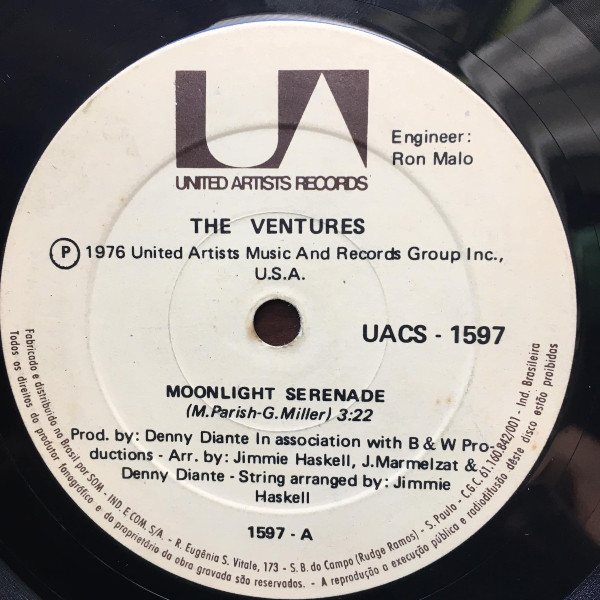 UA
UNITED ARTISTS RECORDS
Engineer:
Ron Malo
THE VENTURES
Ⓟ 1976 United Artists Music And Records Group Inc.,
U.S.A.
UACS - 1597
MOONLIGHT SERENADE
(M.Parish-G.Miller) 3:22
Prod. by: Denny Diante In association with B & W Pro-
ductions - Arr. by: Jimmie Haskell, J.Marmelzat &
Denny Diante - String arranged by: Jimmie
Haskell
1597 - A
Fabricado e distribuido no Brasil por SOM - IND. E COM. S/A. - R. Eugênia S. Vitale, 173 - S. B. do Campo (Rudge Ramos) - S. Paulo - C.G.C. 61.160.842/001 - Ind. Brasileira
Todos os direitos do produtor fonográfico e do proprietário da obra gravada são reservados. - A reprodução a execução pública e radiodifusão dêste disco estão proibidas